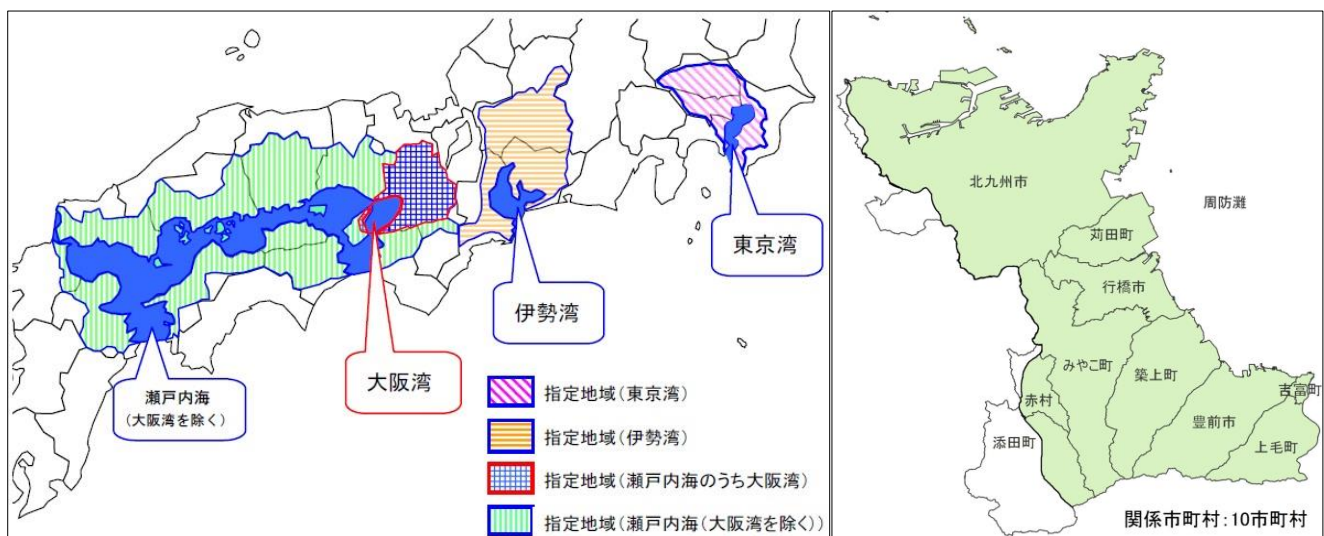 東京湾
伊勢湾
大阪湾
瀬戸内海
(大阪湾を除く)
指定地域(東京湾)
指定地域(伊勢湾)
指定地域(瀬戸内海のうち大阪湾)
指定地域(瀬戸内海(大阪湾を除く))
北九州市
周防灘
苅田町
行橋市
みやこ町
築上町
吉富町
赤村
豊前市
添田町
上毛町
関係市町村:10市町村